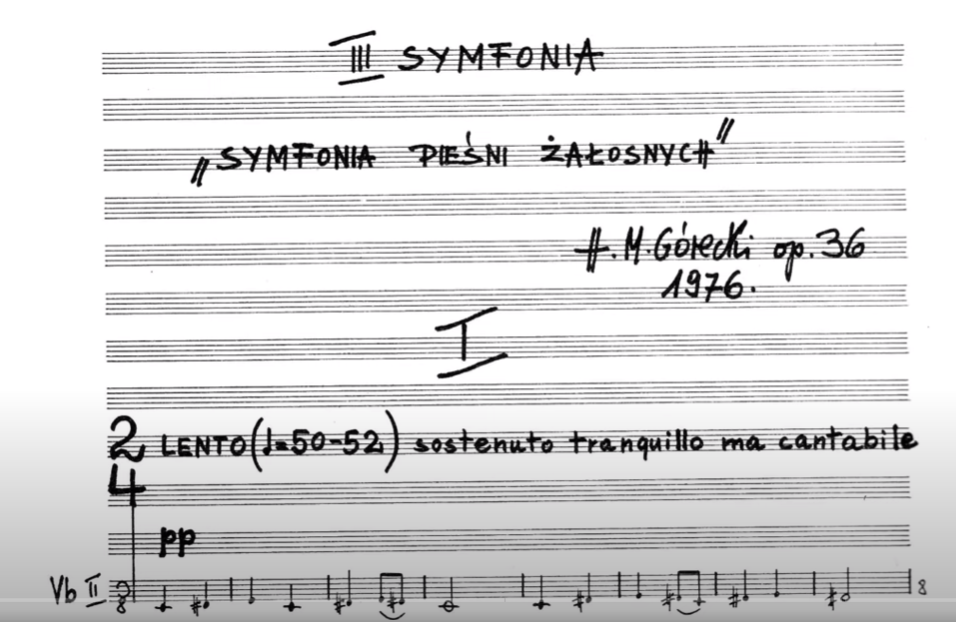 III SYMFONIA
„SYMFONIA PIEŚNI ŻAŁOSNYCH”
H. M. Górecki op. 36
1976.
I
2 LENTO (♩=50-52) sostenuto tranquillo ma cantabile
4
pp
Vb II 8 8